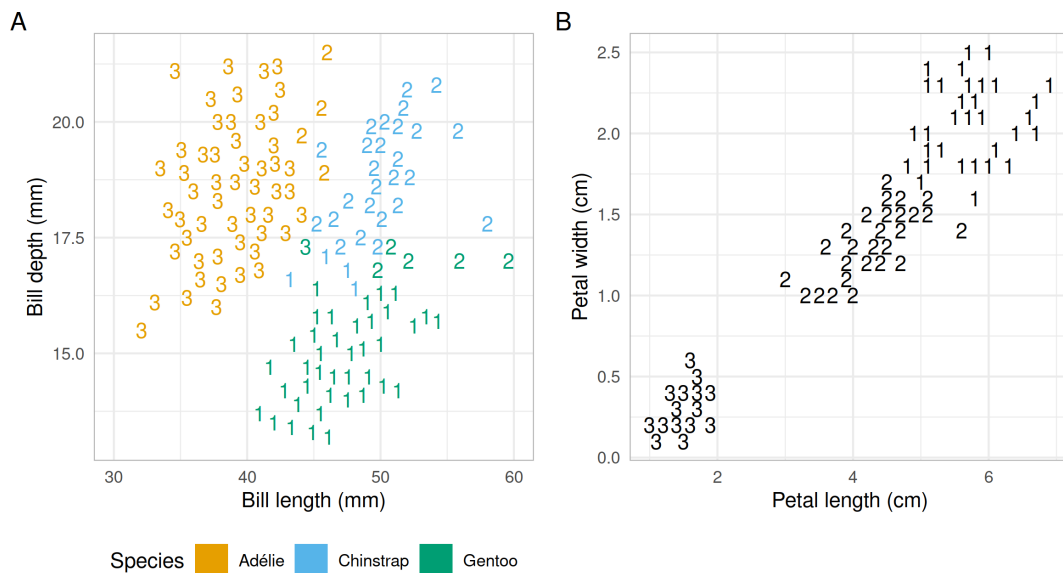 A
B
Bill depth (mm)
20.0
17.5
15.0
30
40
50
60
Bill length (mm)
Petal width (cm)
2.5
2.0
1.5
1.0
0.5
0.0
2
4
6
Petal length (cm)
Species
Adélie
Chinstrap
Gentoo